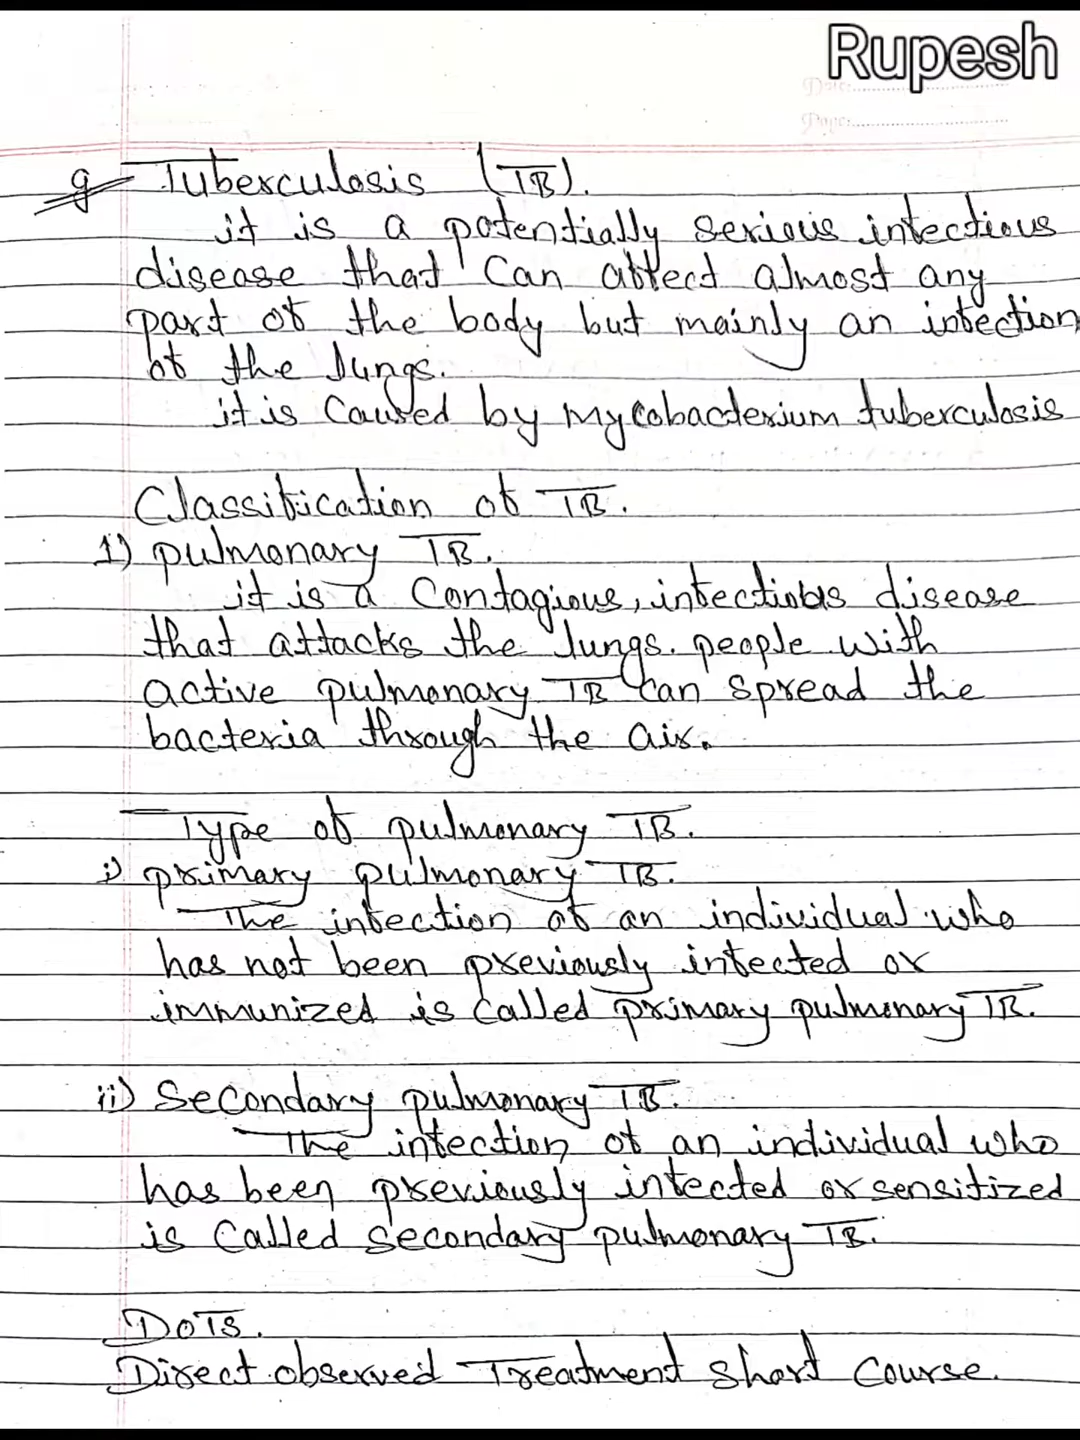 Rupesh
Date:
Page:
9 Tuberculosis (TB).
it is a potentially serious infectious
disease that can affect almost any
part of the body but mainly an infection
of the lungs.
it is caused by mycobacterium tuberculosis
Classification of TB.
1) pulmonary TB.
it is a contagious, infectious disease
that attacks the lungs. people with
active pulmonary TB can spread the
bacteria through the air.
Type of pulmonary TB.
i) primary pulmonary TB.
The infection of an individual who
has not been previously infected or
immunized is called primary pulmonary TB.
ii) Secondary pulmonary TB.
The infection of an individual who
has been previously infected or sensitized
is called secondary pulmonary TB.
DOTS.
Direct observed Treatment short course.